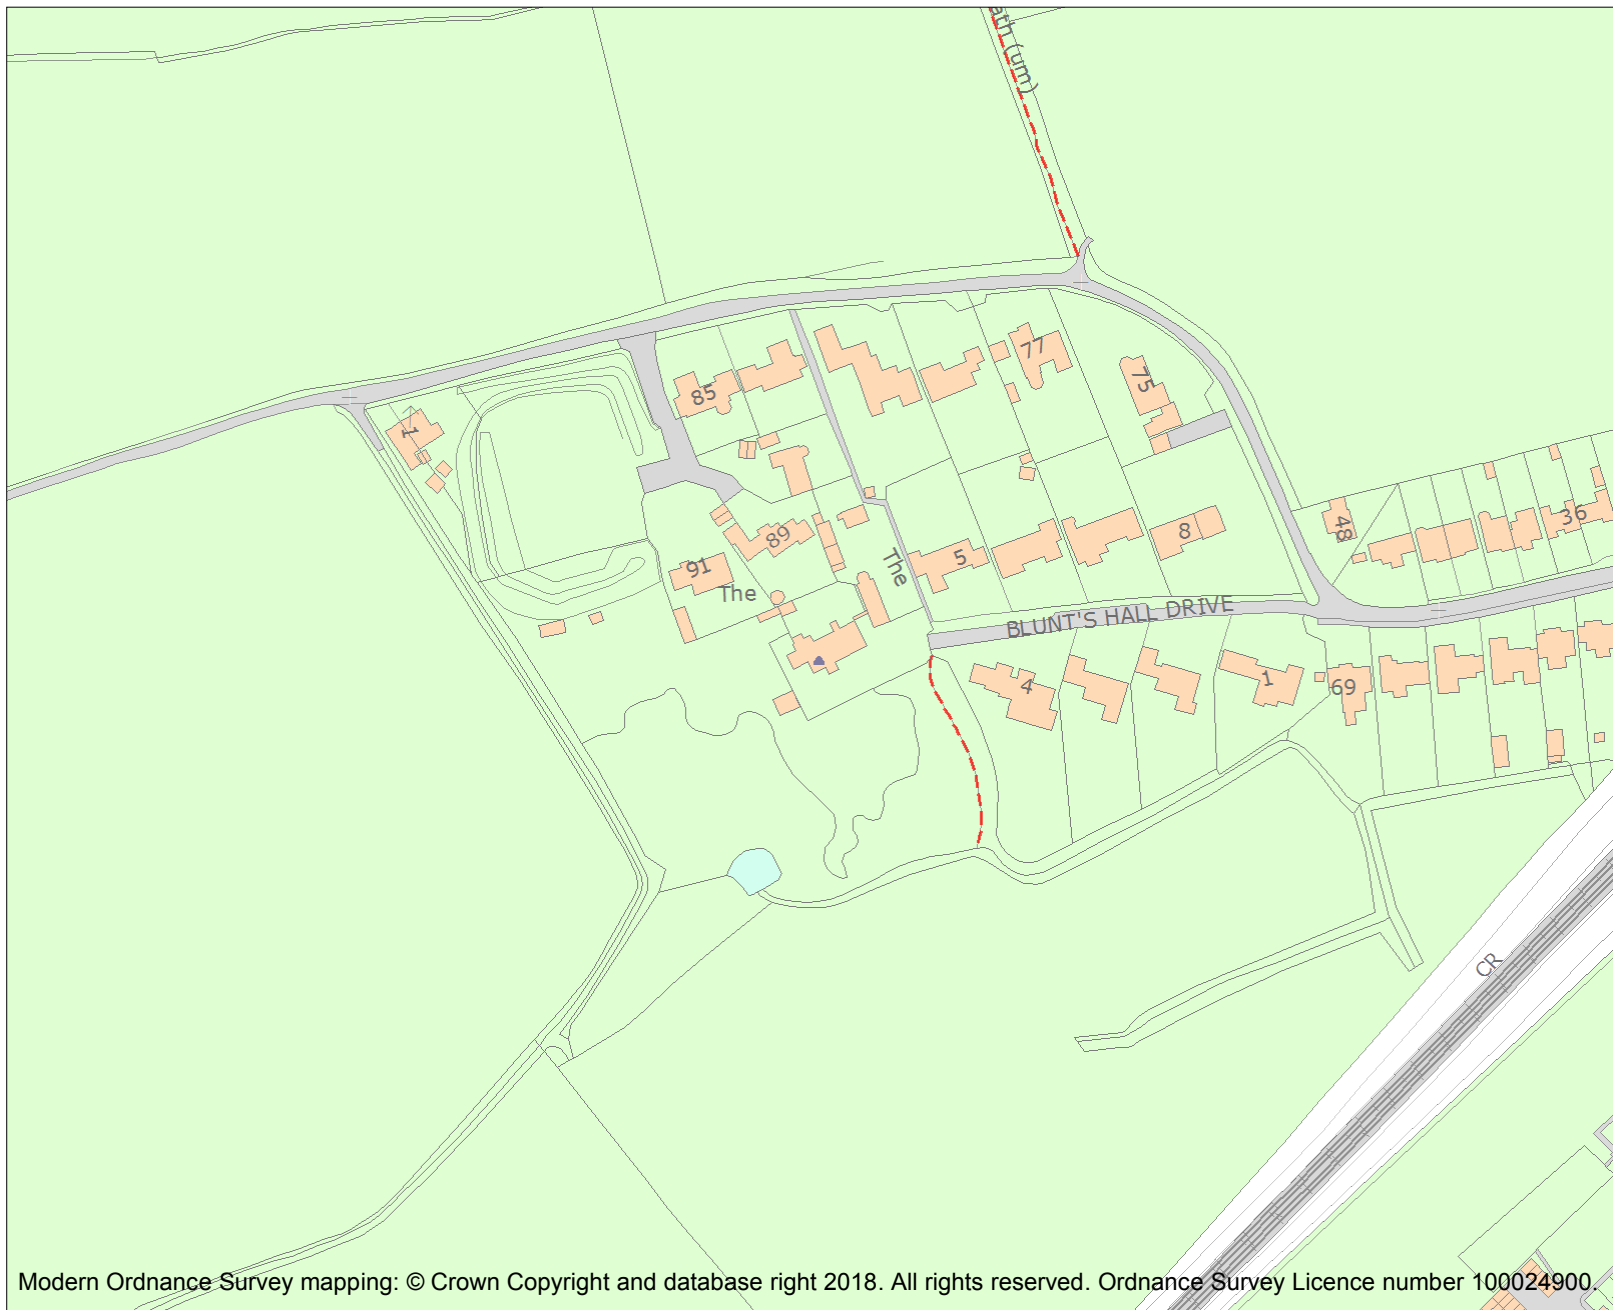 ath (um)
77
85
75
1
48
36
89
5
8
91
The
The
BLUNT'S HALL DRIVE
4
1
69
CR
Modern Ordnance Survey mapping: © Crown Copyright and database right 2018. All rights reserved. Ordnance Survey Licence number 100024900.